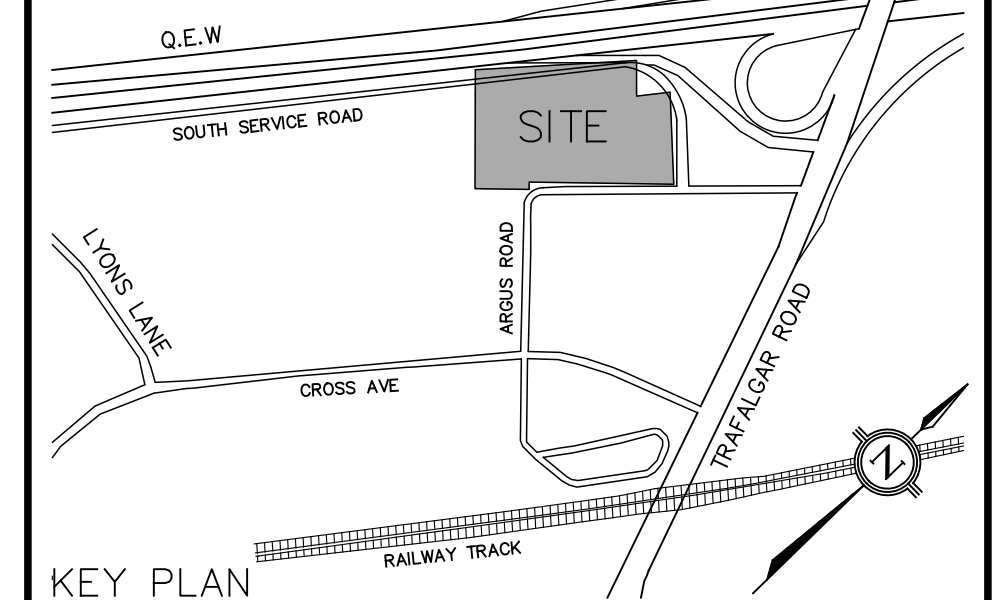 Q.E.W
SOUTH SERVICE ROAD
SITE
LYONS LANE
ARGUS ROAD
TRAFALGAR ROAD
CROSS AVE
N
RAILWAY TRACK
KEY PLAN